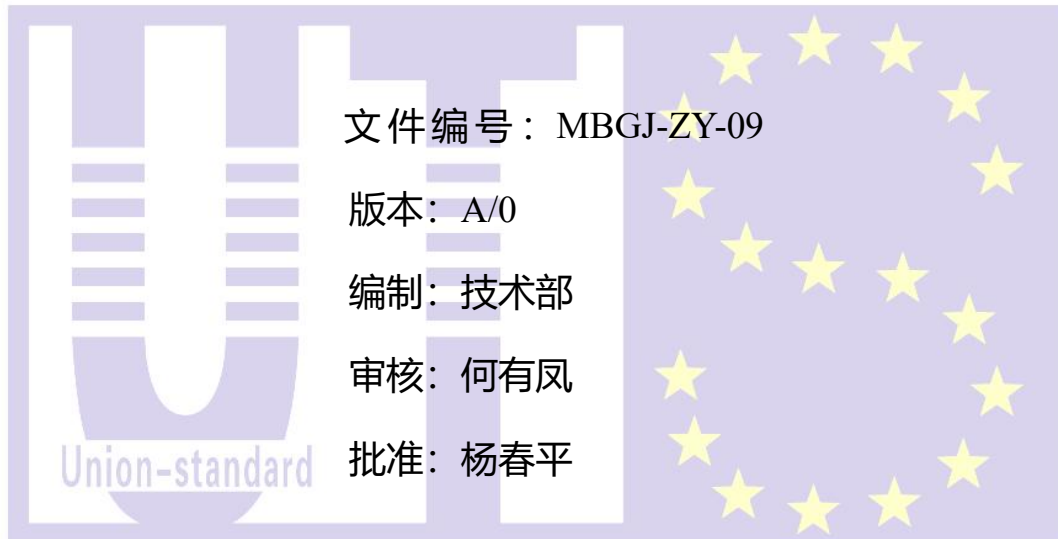 文件编号：MBGJ-ZY-09
版本：A/0
编制：技术部
审核：何有凤
批准：杨春平
Union-standard